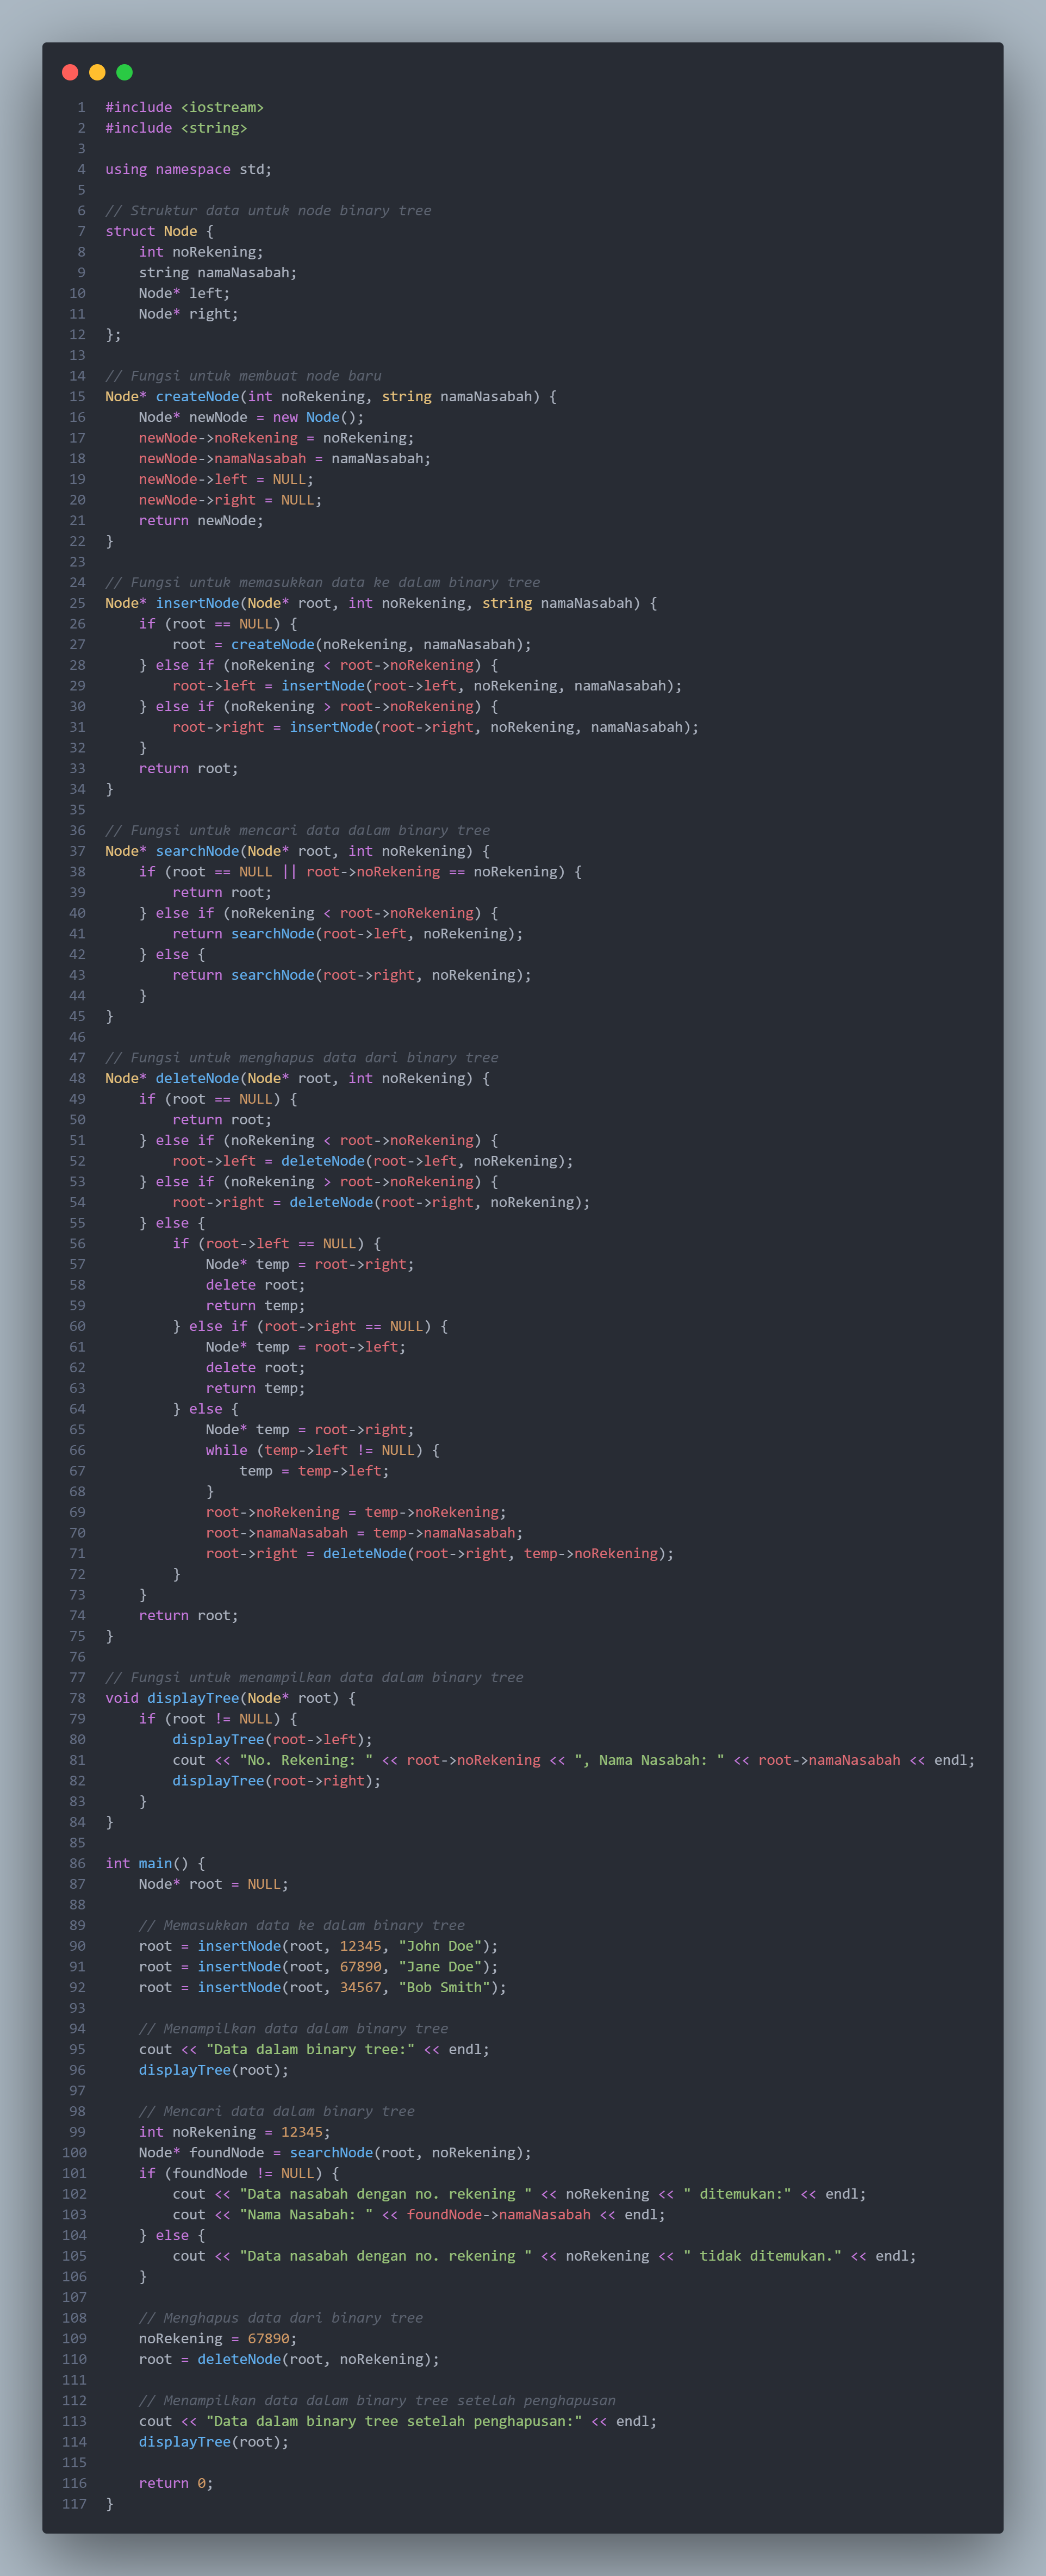 1 #include <iostream>
2 #include <string>
3
4 using namespace std;
5
6 // Struktur data untuk node binary tree
7 struct Node {
8     int noRekening;
9     string namaNasabah;
10     Node* left;
11     Node* right;
12 };
13
14 // Fungsi untuk membuat node baru
15 Node* createNode(int noRekening, string namaNasabah) {
16     Node* newNode = new Node();
17     newNode->noRekening = noRekening;
18     newNode->namaNasabah = namaNasabah;
19     newNode->left = NULL;
20     newNode->right = NULL;
21     return newNode;
22 }
23
24 // Fungsi untuk memasukkan data ke dalam binary tree
25 Node* insertNode(Node* root, int noRekening, string namaNasabah) {
26     if (root == NULL) {
27         root = createNode(noRekening, namaNasabah);
28     } else if (noRekening < root->noRekening) {
29         root->left = insertNode(root->left, noRekening, namaNasabah);
30     } else if (noRekening > root->noRekening) {
31         root->right = insertNode(root->right, noRekening, namaNasabah);
32     }
33     return root;
34 }
35
36 // Fungsi untuk mencari data dalam binary tree
37 Node* searchNode(Node* root, int noRekening) {
38     if (root == NULL || root->noRekening == noRekening) {
39         return root;
40     } else if (noRekening < root->noRekening) {
41         return searchNode(root->left, noRekening);
42     } else {
43         return searchNode(root->right, noRekening);
44     }
45 }
46
47 // Fungsi untuk menghapus data dari binary tree
48 Node* deleteNode(Node* root, int noRekening) {
49     if (root == NULL) {
50         return root;
51     } else if (noRekening < root->noRekening) {
52         root->left = deleteNode(root->left, noRekening);
53     } else if (noRekening > root->noRekening) {
54         root->right = deleteNode(root->right, noRekening);
55     } else {
56         if (root->left == NULL) {
57             Node* temp = root->right;
58             delete root;
59             return temp;
60         } else if (root->right == NULL) {
61             Node* temp = root->left;
62             delete root;
63             return temp;
64         } else {
65             Node* temp = root->right;
66             while (temp->left != NULL) {
67                 temp = temp->left;
68             }
69             root->noRekening = temp->noRekening;
70             root->namaNasabah = temp->namaNasabah;
71             root->right = deleteNode(root->right, temp->noRekening);
72         }
73     }
74     return root;
75 }
76
77 // Fungsi untuk menampilkan data dalam binary tree
78 void displayTree(Node* root) {
79     if (root != NULL) {
80         displayTree(root->left);
81         cout << "No. Rekening: " << root->noRekening << ", Nama Nasabah: " << root->namaNasabah << endl;
82         displayTree(root->right);
83     }
84 }
85
86 int main() {
87     Node* root = NULL;
88
89     // Memasukkan data ke dalam binary tree
90     root = insertNode(root, 12345, "John Doe");
91     root = insertNode(root, 67890, "Jane Doe");
92     root = insertNode(root, 34567, "Bob Smith");
93
94     // Menampilkan data dalam binary tree
95     cout << "Data dalam binary tree:" << endl;
96     displayTree(root);
97
98     // Mencari data dalam binary tree
99     int noRekening = 12345;
100     Node* foundNode = searchNode(root, noRekening);
101     if (foundNode != NULL) {
102         cout << "Data nasabah dengan no. rekening " << noRekening << " ditemukan:" << endl;
103         cout << "Nama Nasabah: " << foundNode->namaNasabah << endl;
104     } else {
105         cout << "Data nasabah dengan no. rekening " << noRekening << " tidak ditemukan." << endl;
106     }
107
108     // Menghapus data dari binary tree
109     noRekening = 67890;
110     root = deleteNode(root, noRekening);
111
112     // Menampilkan data dalam binary tree setelah penghapusan
113     cout << "Data dalam binary tree setelah penghapusan:" << endl;
114     displayTree(root);
115
116     return 0;
117 }